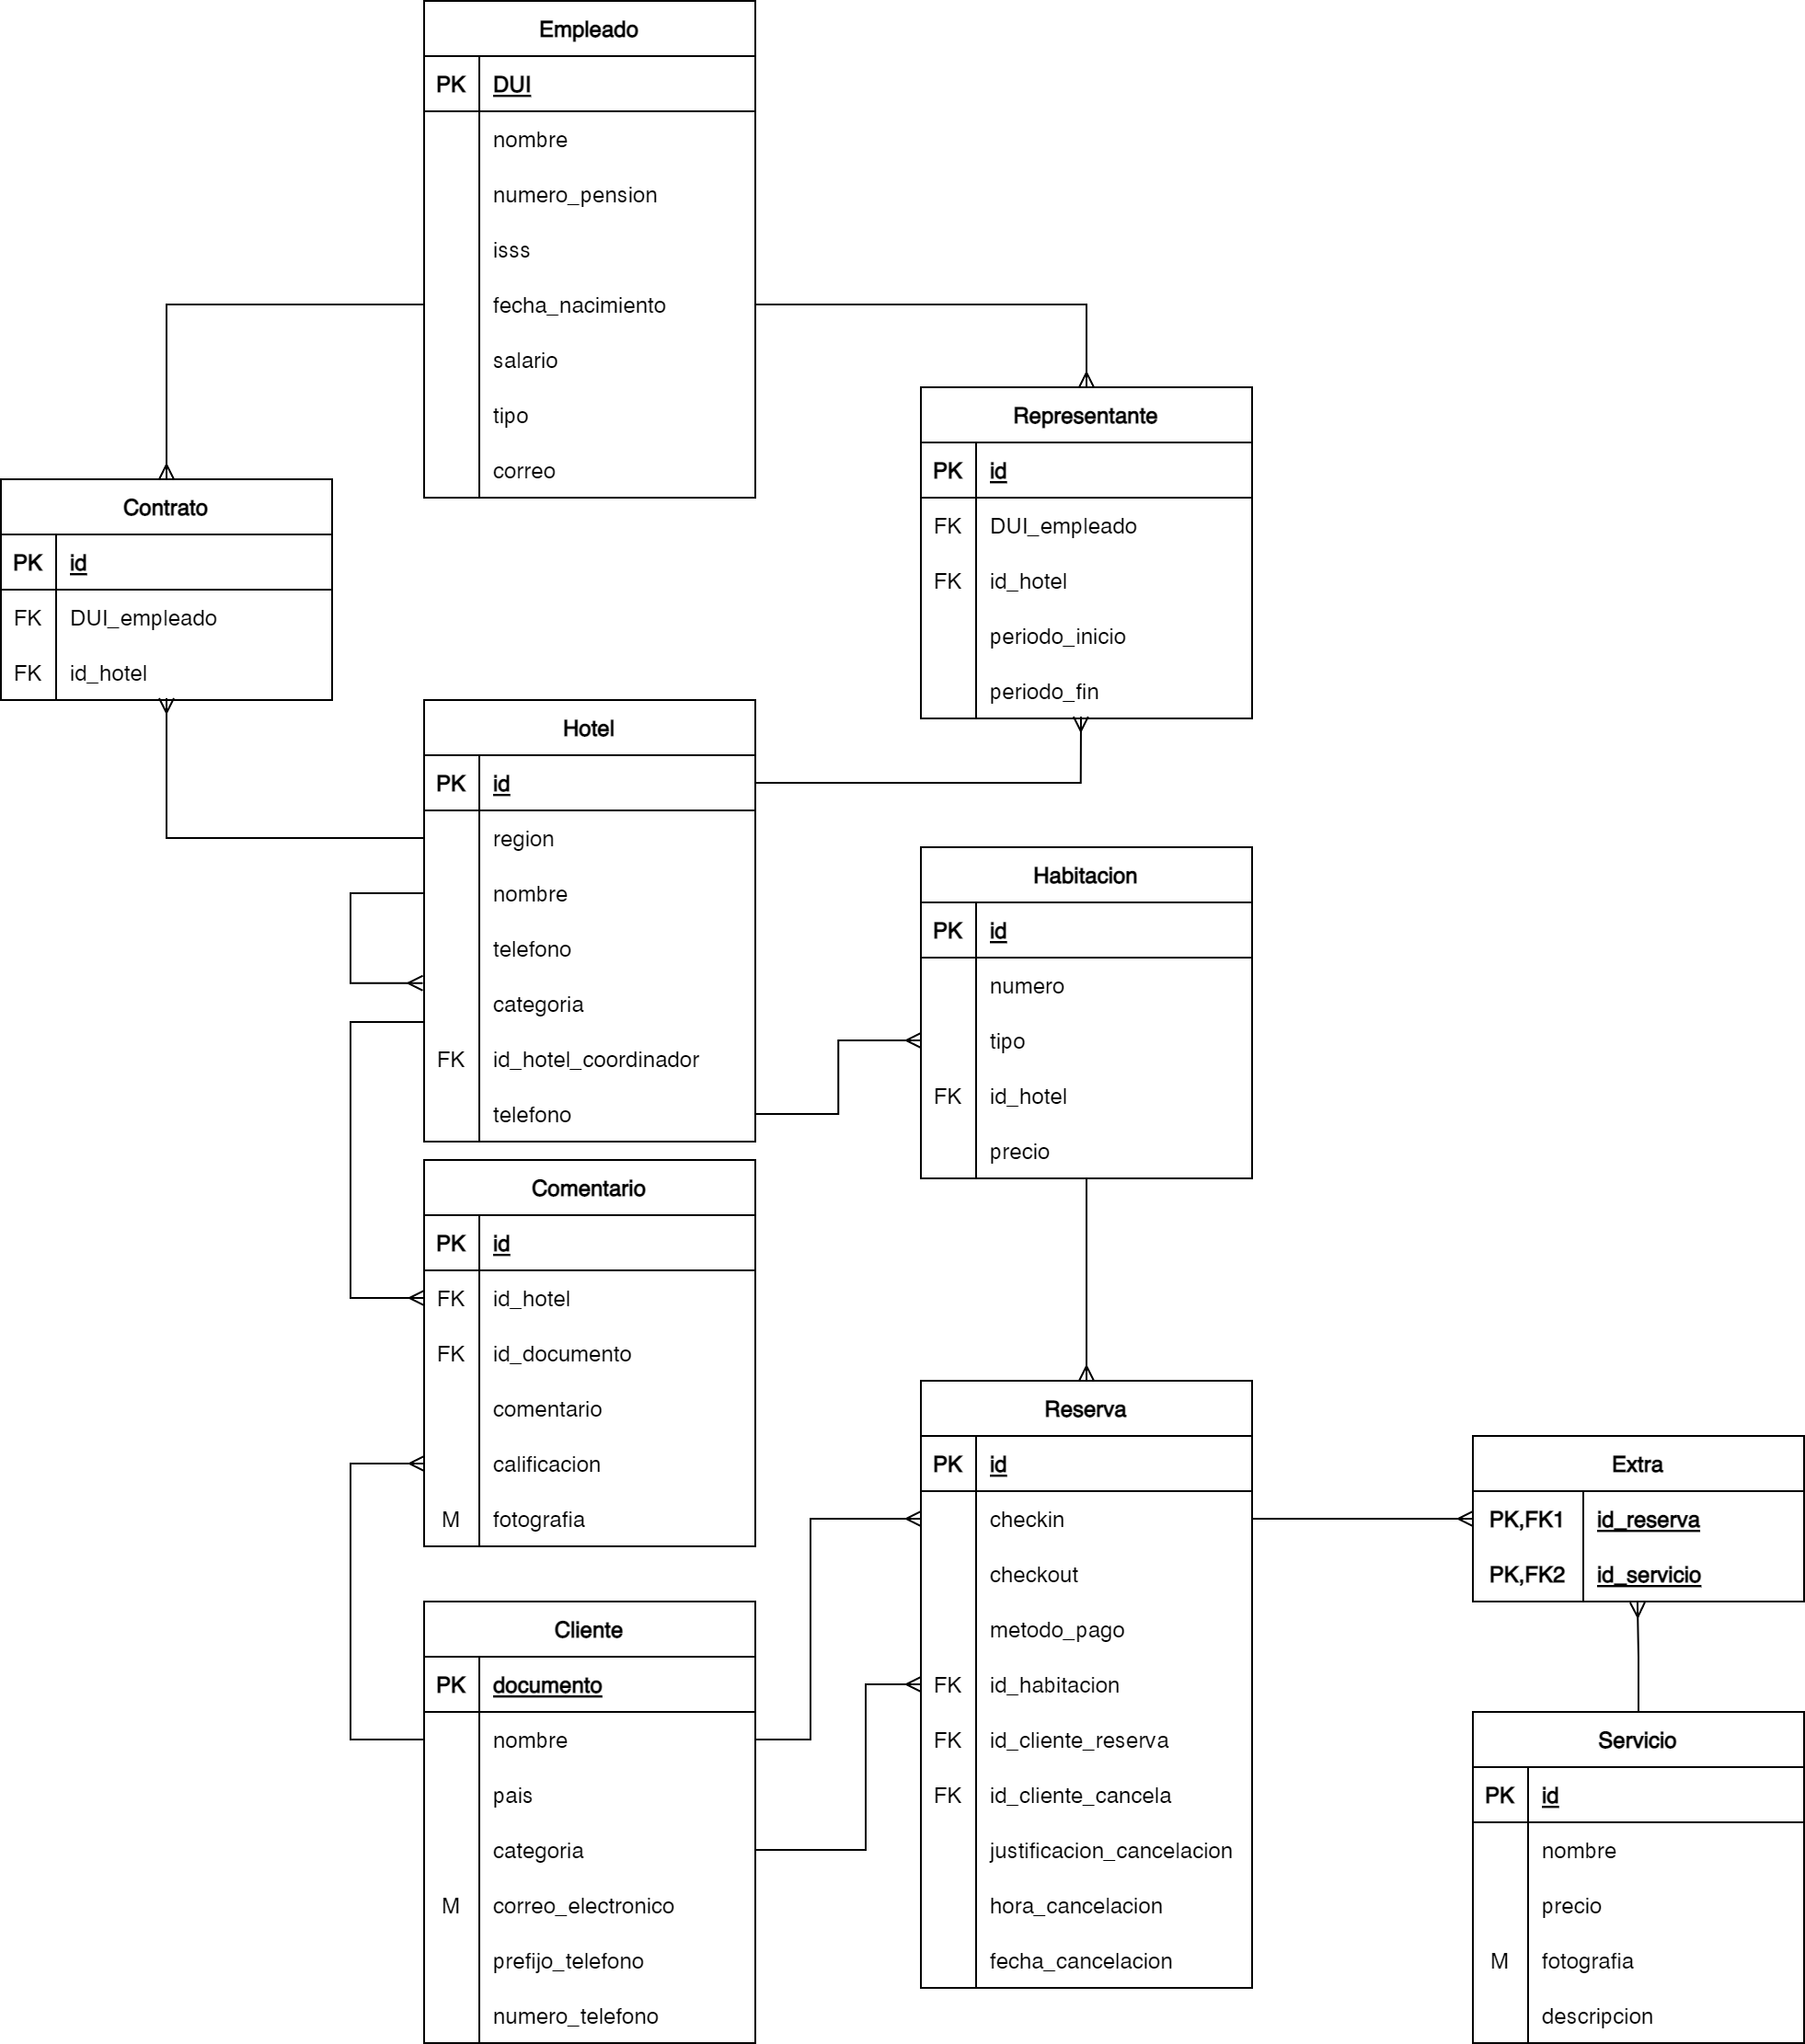 Empleado
PK DUI
nombre
numero_pension
isss
fecha_nacimiento
salario
tipo
correo
Representante
PK id
FK DUI_empleado
FK id_hotel
periodo_inicio
periodo_fin
Contrato
PK id
FK DUI_empleado
FK id_hotel
Hotel
PK id
region
nombre
telefono
categoria
FK id_hotel_coordinador
telefono
Habitacion
PK id
numero
tipo
FK id_hotel
precio
Comentario
PK id
FK id_hotel
FK id_documento
comentario
calificacion
M fotografia
Reserva
PK id
checkin
checkout
metodo_pago
FK id_habitacion
FK id_cliente_reserva
FK id_cliente_cancela
justificacion_cancelacion
hora_cancelacion
fecha_cancelacion
Extra
PK,FK1 id_reserva
PK,FK2 id_servicio
Cliente
PK documento
nombre
pais
categoria
M correo_electronico
prefijo_telefono
numero_telefono
Servicio
PK id
nombre
precio
M fotografia
descripcion